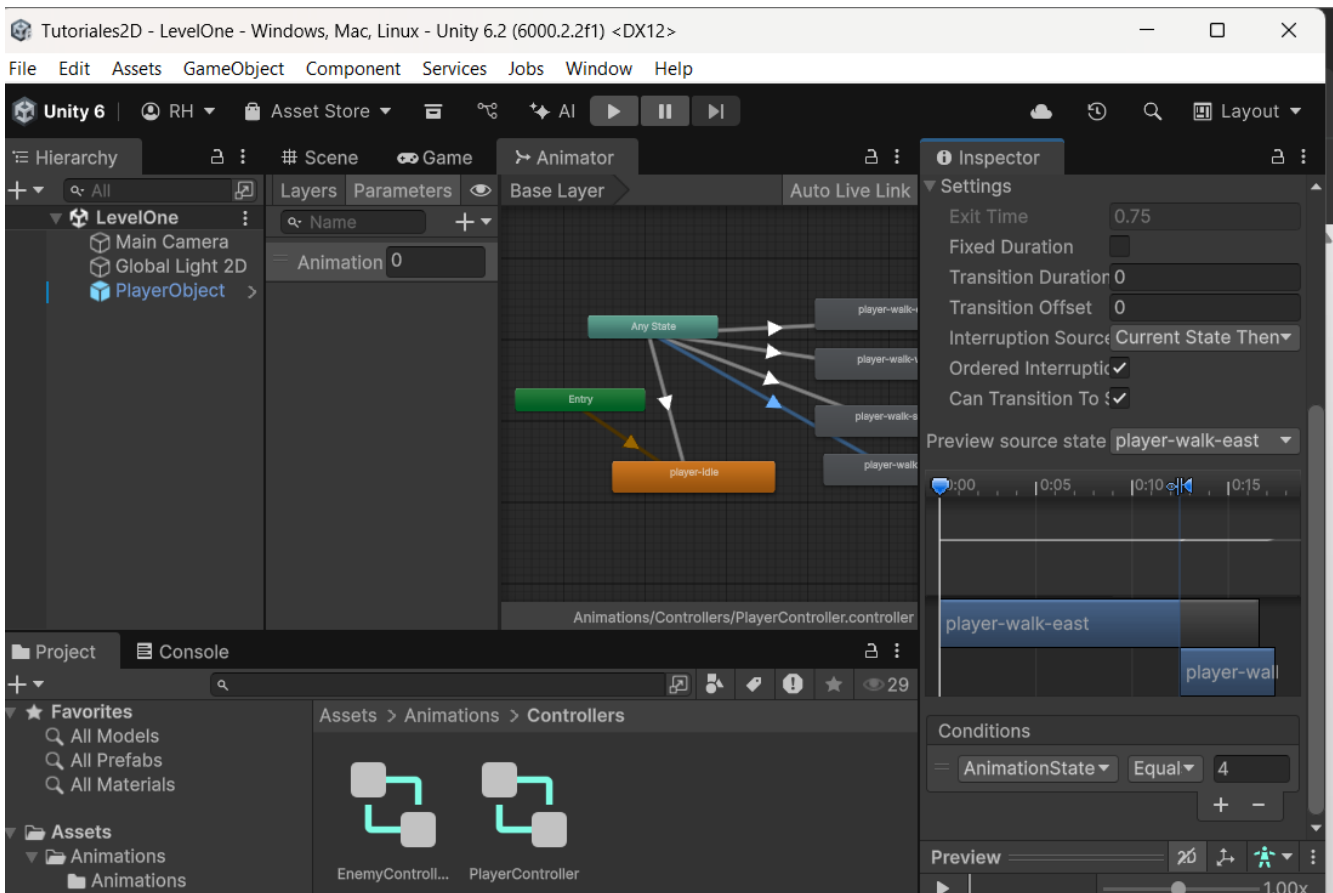 Tutoriales2D - LevelOne - Windows, Mac, Linux - Unity 6.2 (6000.2.2f1) <DX12>
File Edit Assets GameObject Component Services Jobs Window Help
Unity 6 RH Asset Store AI Layout
Hierarchy
All
LevelOne
Main Camera
Global Light 2D
PlayerObject
Scene Game Animator
Layers Parameters Base Layer Auto Live Link
Name
Animation 0
Any State
Entry
player-Idle
player-walk-
player-walk-
player-walk-s
player-walk
Animations/Controllers/PlayerController.controller
Inspector
Settings
Exit Time 0.75
Fixed Duration
Transition Duration 0
Transition Offset 0
Interruption Source Current State Then
Ordered Interruptic
Can Transition To S
Preview source state player-walk-east
0:00 0:05 0:10 0:15
player-walk-east
player-wall
Conditions
AnimationState Equal 4
+ −
Preview
1.00x
Project Console
29
Favorites
All Models
All Prefabs
All Materials
Assets
Animations
Animations
Assets > Animations > Controllers
EnemyControll... PlayerController